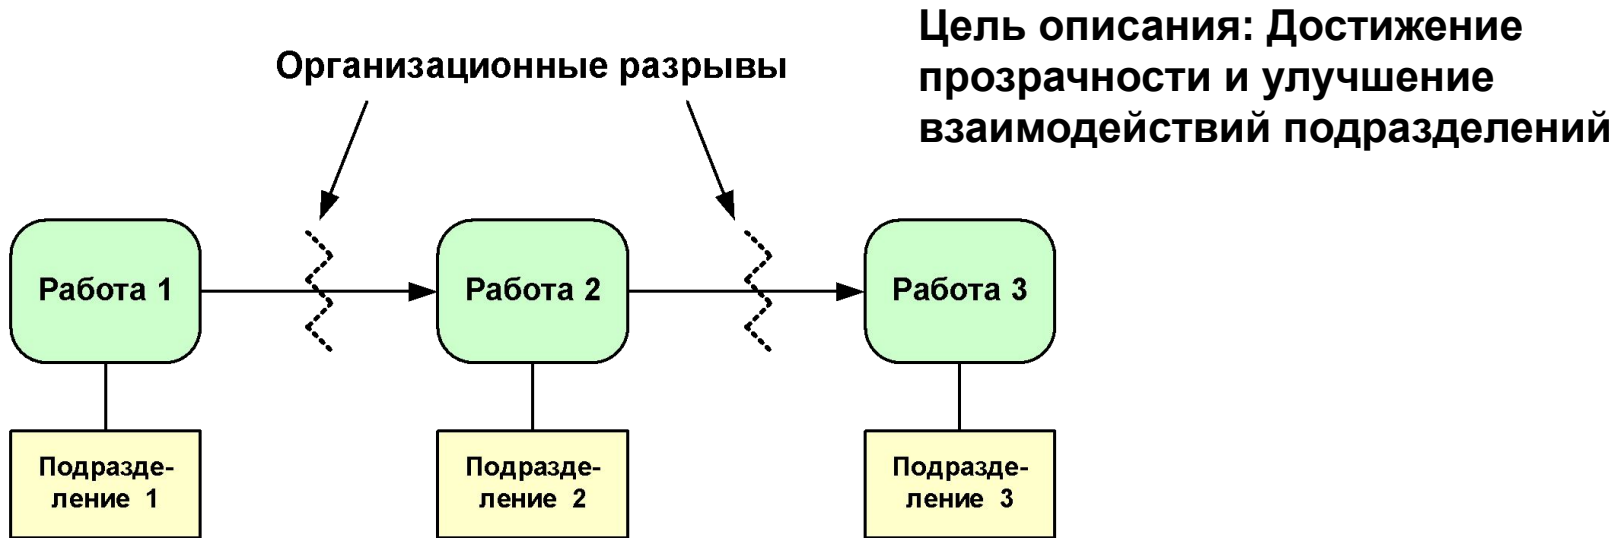 Цель описания: Достижение
прозрачности и улучшение
взаимодействий подразделений
Организационные разрывы
Работа 1
Работа 2
Работа 3
Подразде-
ление 1
Подразде-
ление 2
Подразде-
ление 3